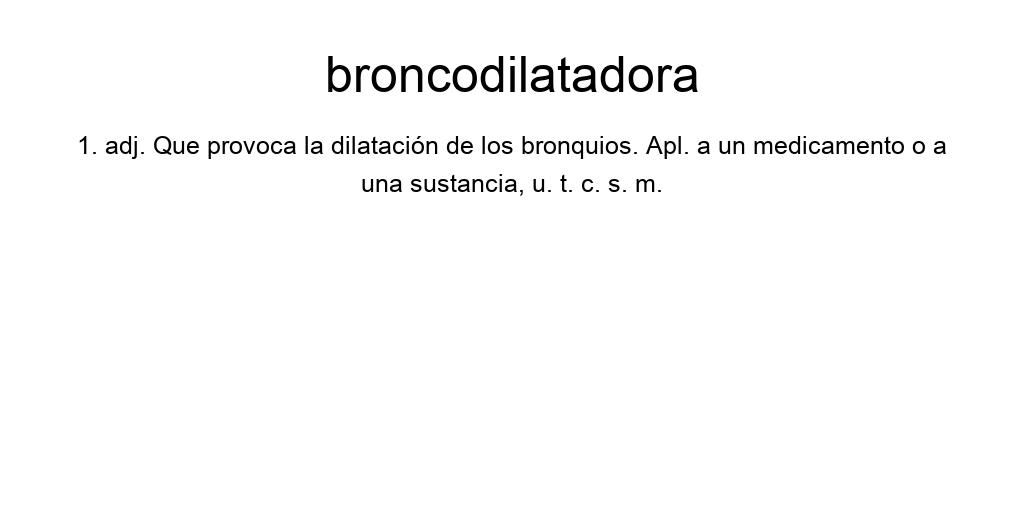 broncodilatadora
1. adj. Que provoca la dilatación de los bronquios. Apl. a un medicamento o a
una sustancia, u. t. c. s. m.